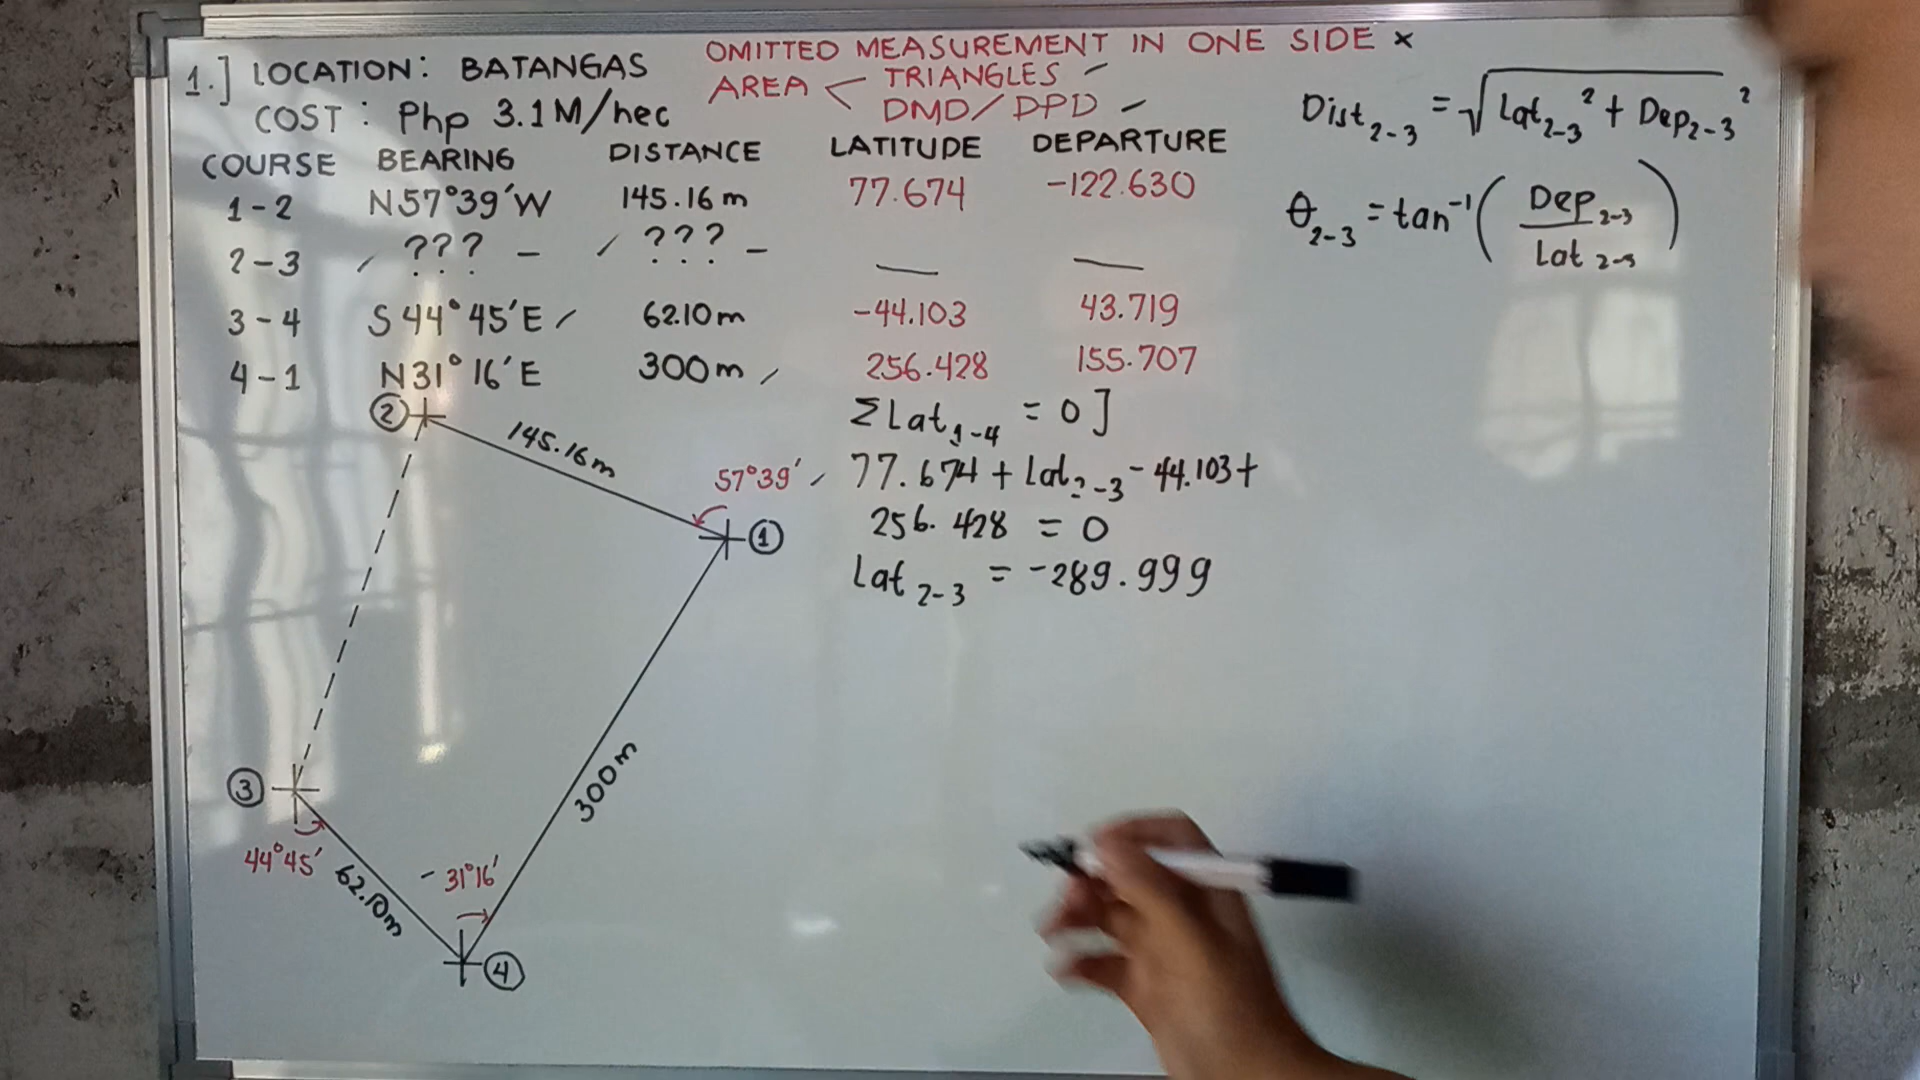 1.] LOCATION: BATANGAS
COST: Php 3.1M/hec
OMITTED MEASUREMENT IN ONE SIDE ×
AREA < TRIANGLES
DMD/DPD
COURSE BEARING DISTANCE LATITUDE DEPARTURE
1-2 N57°39'W 145.16m 77.674 -122.630
2-3 ??? - ??? -
3-4 S44°45'E 62.10m -44.103 43.719
4-1 N31°16'E 300m 256.428 155.707
Dist2-3 = √Lat2-3² + Dep2-3²
θ2-3 = tan⁻¹(Dep2-3/Lat2-3)
ΣLat1-4 = 0]
77.674 + Lat2-3 - 44.103 +
256.428 = 0
Lat2-3 = -289.999
2
145.16m
57°39'
1
300m
3
44°45'
62.10m
31°16'
4